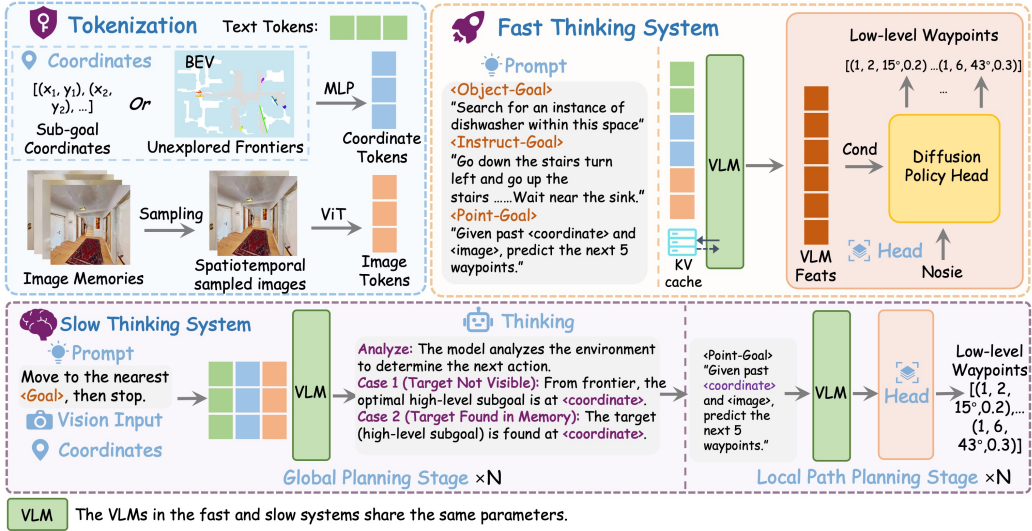 Tokenization
Text Tokens:
Coordinates
[(x₁, y₁), (x₂,
y₂), …]
Or
Sub-goal
Coordinates
BEV
Unexplored Frontiers
MLP
Coordinate
Tokens
Sampling
ViT
Image Memories
Spatiotemporal
sampled images
Image
Tokens
Fast Thinking System
Prompt
<Object-Goal>
"Search for an instance of
dishwasher within this space"
<Instruct-Goal>
"Go down the stairs turn
left and go up the
stairs ......Wait near the sink."
<Point-Goal>
"Given past <coordinate> and
<image>, predict the next 5
waypoints."
KV
cache
VLM
VLM
Feats
Low-level Waypoints
[(1, 2, 15°,0.2) ...(1, 6, 43°,0.3)]
...
Cond
Diffusion
Policy Head
Head
Nosie
Slow Thinking System
Prompt
Move to the nearest
<Goal>, then stop.
Vision Input
Coordinates
VLM
Thinking
Analyze: The model analyzes the environment
to determine the next action.
Case 1 (Target Not Visible): From frontier, the
optimal high-level subgoal is at <coordinate>.
Case 2 (Target Found in Memory): The target
(high-level subgoal) is found at <coordinate>.
Global Planning Stage ×N
<Point-Goal>
"Given past
<coordinate>
and <image>,
predict the
next 5
waypoints."
VLM
Head
Low-level
Waypoints
[(1, 2,
15°,0.2),...
(1, 6,
43°,0.3)]
Local Path Planning Stage ×N
VLM
The VLMs in the fast and slow systems share the same parameters.